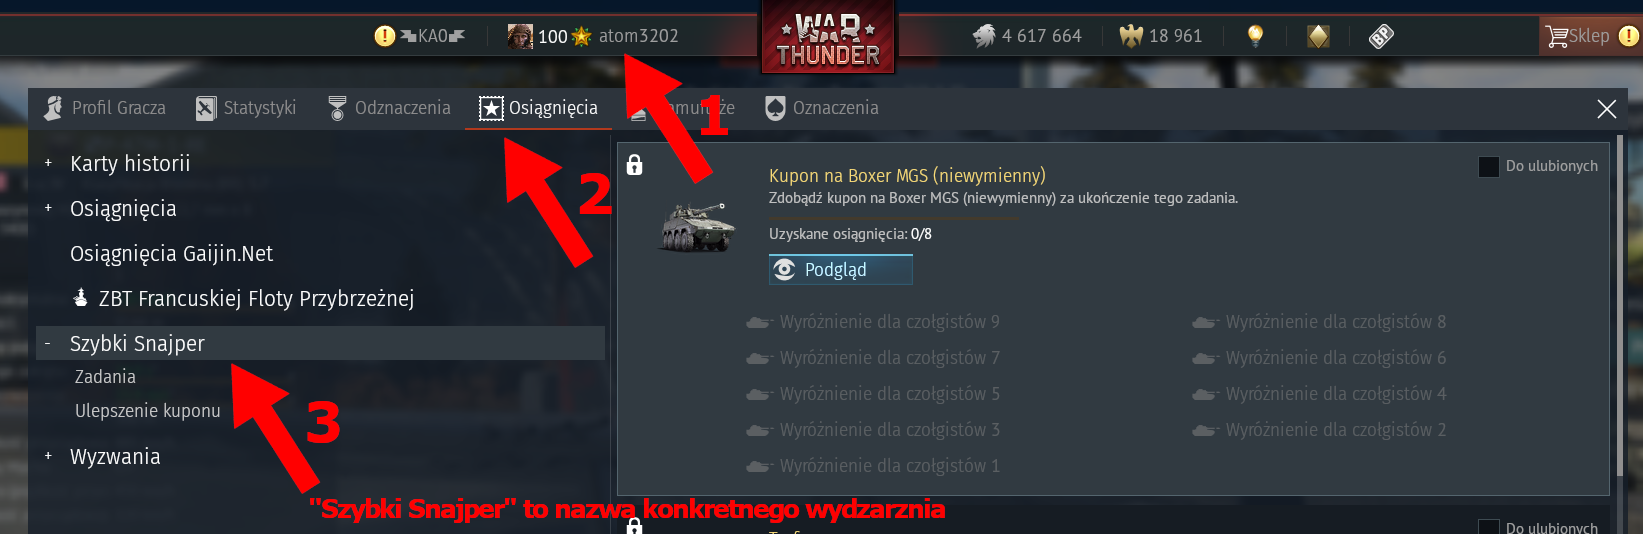 KAO
100 atom3202
WAR
THUNDER
4 617 664
18 961
BP
Sklep
Profil Gracza
Statystyki
Odznaczenia
Osiągnięcia
1
Oznaczenia
2
+ Karty historii
+ Osiągnięcia
Osiągnięcia Gaijin.Net
ZBT Francuskiej Floty Przybrzeżnej
- Szybki Snajper
Zadania
Ulepszenie kuponu
3
+ Wyzwania
"Szybki Snajper" to nazwa konkretnego wydzarznia
Kupon na Boxer MGS (niewymienny)
Do ulubionych
Zdobądź kupon na Boxer MGS (niewymienny) za ukończenie tego zadania.
Uzyskane osiągnięcia: 0/8
Podgląd
Wyróżnienie dla czołgistów 9
Wyróżnienie dla czołgistów 8
Wyróżnienie dla czołgistów 7
Wyróżnienie dla czołgistów 6
Wyróżnienie dla czołgistów 5
Wyróżnienie dla czołgistów 4
Wyróżnienie dla czołgistów 3
Wyróżnienie dla czołgistów 2
Wyróżnienie dla czołgistów 1
Do ulubionych